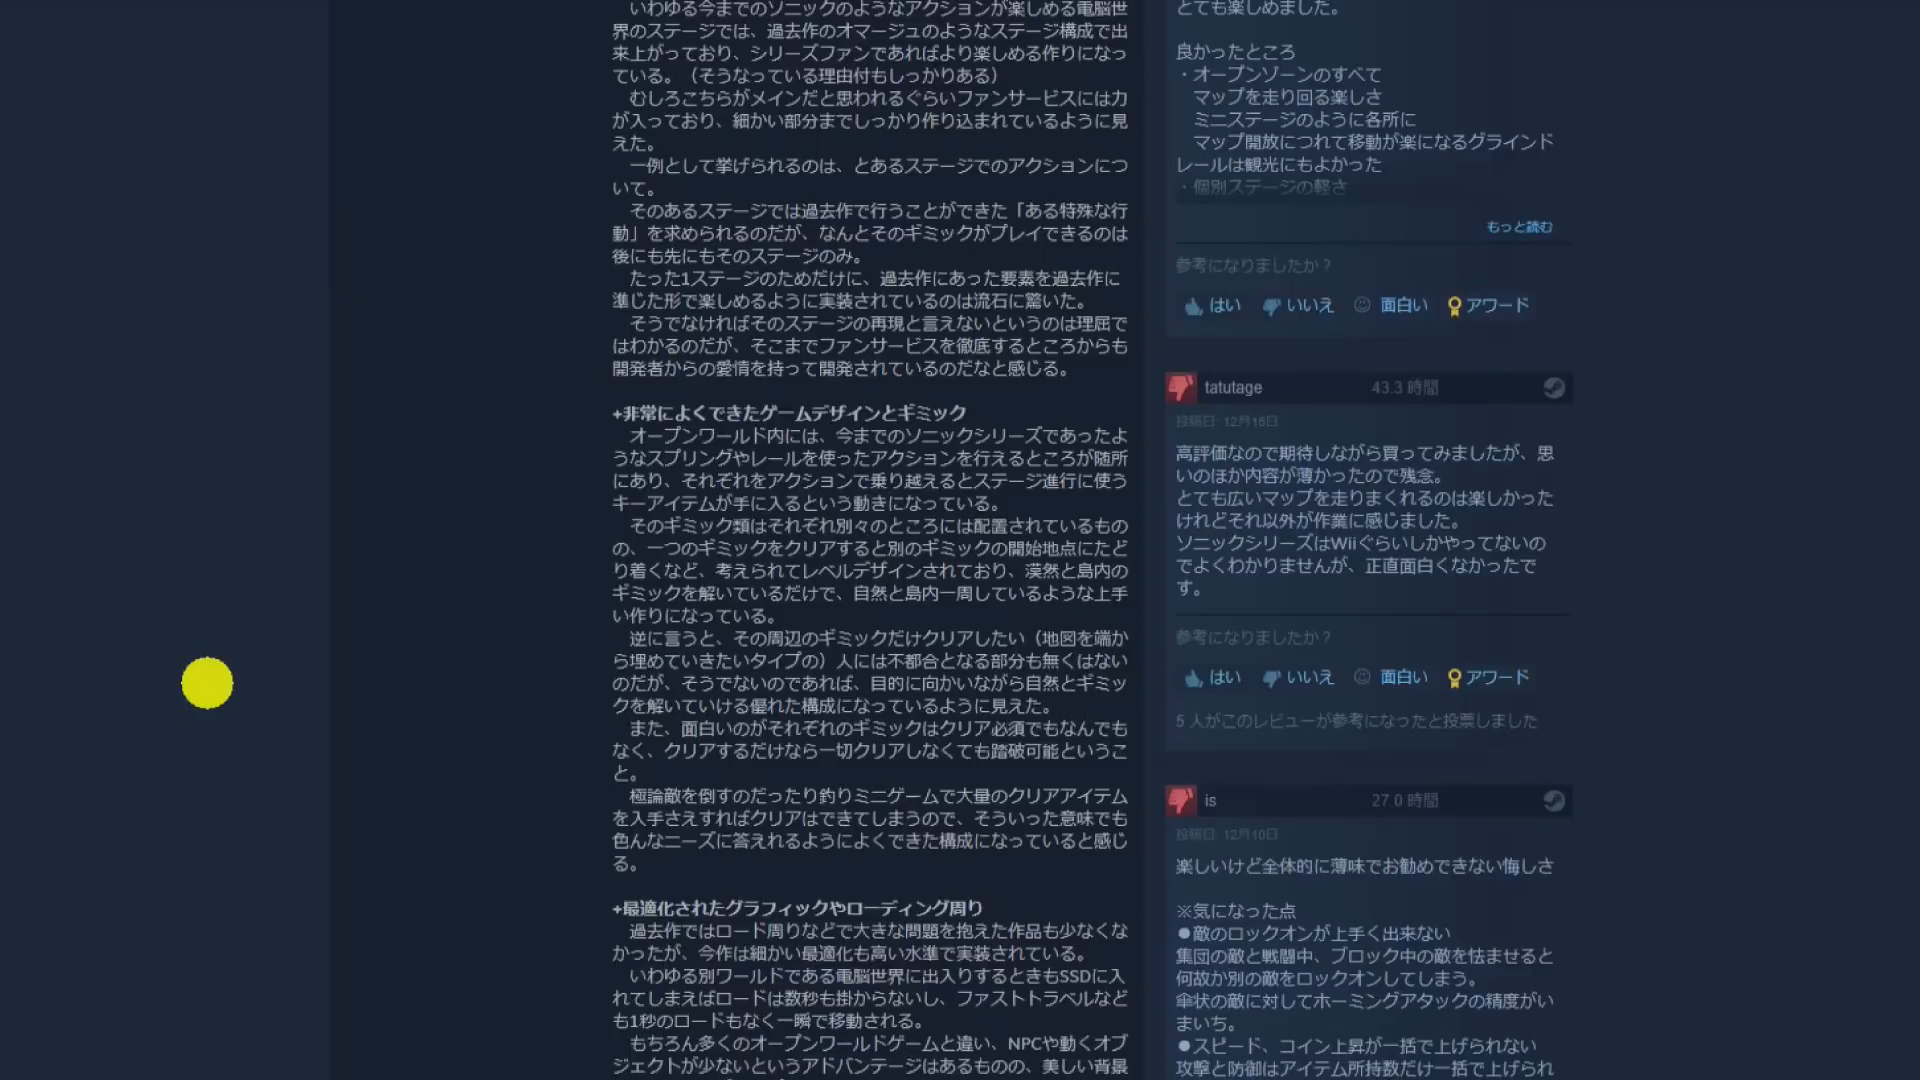 いわゆる今までのソニックのようなアクションが楽しめる電脳世
界のステージでは、過去作のオマージュのようなステージ構成で出
来上がっており、シリーズファンであればより楽しめる作りになっ
ている。（そうなっている理由付もしっかりある）
むしろこちらがメインだと思われるぐらいファンサービスには力
が入っており、細かい部分までしっかり作り込まれているように見
えた。
一例として挙げられるのは、とあるステージでのアクションにつ
いて。
そのあるステージでは過去作で行うことができた「ある特殊な行
動」を求められるのだが、なんとそのギミックがプレイできるのは
後にも先にもそのステージのみ。
たった1ステージのためだけに、過去作にあった要素を過去作に
準じた形で楽しめるように実装されているのは流石に驚いた。
そうでなければそのステージの再現と言えないというのは理屈で
はわかるのだが、そこまでファンサービスを徹底するところからも
開発者からの愛情を持って開発されているのだなと感じる。
+非常によくできたゲームデザインとギミック
オープンワールド内には、今までのソニックシリーズであったよ
うなスプリングやレールを使ったアクションを行えるところが随所
にあり、それぞれをアクションで乗り越えるとステージ進行に使う
キーアイテムが手に入るという動きになっている。
そのギミック類はそれぞれ別々のところには配置されているもの
の、一つのギミックをクリアすると別のギミックの開始地点にたど
り着くなど、考えられてレベルデザインされており、漠然と島内の
ギミックを解いているだけで、自然と島内一周しているような上手
い作りになっている。
逆に言うと、その周辺のギミックだけクリアしたい（地図を端か
ら埋めていきたいタイプの）人には不都合となる部分も無くはない
のだが、そうでないのであれば、目的に向かいながら自然とギミッ
クを解いていける優れた構成になっているように見えた。
また、面白いのがそれぞれのギミックはクリア必須でもなんでも
なく、クリアするだけなら一切クリアしなくても踏破可能というこ
と。
極論敵を倒すのだったり釣りミニゲームで大量のクリアアイテム
を入手さえすればクリアはできてしまうので、そういった意味でも
色んなニーズに答えれるようによくできた構成になっていると感じ
る。
+最適化されたグラフィックやローディング周り
過去作ではロード周りなどで大きな問題を抱えた作品も少なくな
かったが、今作は細かい最適化も高い水準で実装されている。
いわゆる別ワールドである電脳世界に出入りするときもSSDに入
れてしまえばロードは数秒も掛からないし、ファストトラベルなど
も1秒のロードもなく一瞬で移動される。
もちろん多くのオープンワールドゲームと違い、NPCや動くオブ
ジェクトが少ないというアドバンテージはあるものの、美しい背景
とても楽しめました。
良かったところ
・オープンゾーンのすべて
マップを走り回る楽しさ
ミニステージのように各所に
マップ開放につれて移動が楽になるグラインド
レールは観光にもよかった
・個別ステージの軽さ
もっと読む
参考になりましたか？
はい いいえ 面白い アワード
tatutage 43.3 時間
投稿日: 12月15日
高評価なので期待しながら買ってみましたが、思
いのほか内容が薄かったので残念。
とても広いマップを走りまくれるのは楽しかった
けれどそれ以外が作業に感じました。
ソニックシリーズはWiiぐらいしかやってないの
でよくわかりませんが、正直面白くなかったで
す。
参考になりましたか？
はい いいえ 面白い アワード
5 人がこのレビューが参考になったと投票しました
is 27.0 時間
投稿日: 12月10日
楽しいけど全体的に薄味でお勧めできない悔しさ
※気になった点
●敵のロックオンが上手く出来ない
集団の敵と戦闘中、ブロック中の敵を怯ませると
何故か別の敵をロックオンしてしまう。
傘状の敵に対してホーミングアタックの精度がい
まいち。
●スピード、コイン上昇が一括で上げられない
攻撃と防御はアイテム所持数だけ一括で上げられ